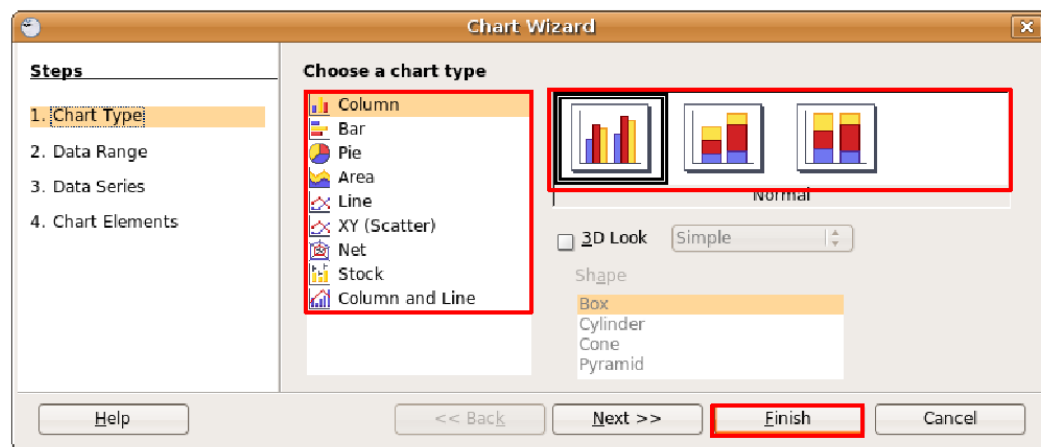 Chart Wizard
Steps
1. Chart Type
2. Data Range
3. Data Series
4. Chart Elements
Choose a chart type
Column
Bar
Pie
Area
Line
XY (Scatter)
Net
Stock
Column and Line
Normal
3D Look Simple
Shape
Box
Cylinder
Cone
Pyramid
Help << Back Next >> Finish Cancel